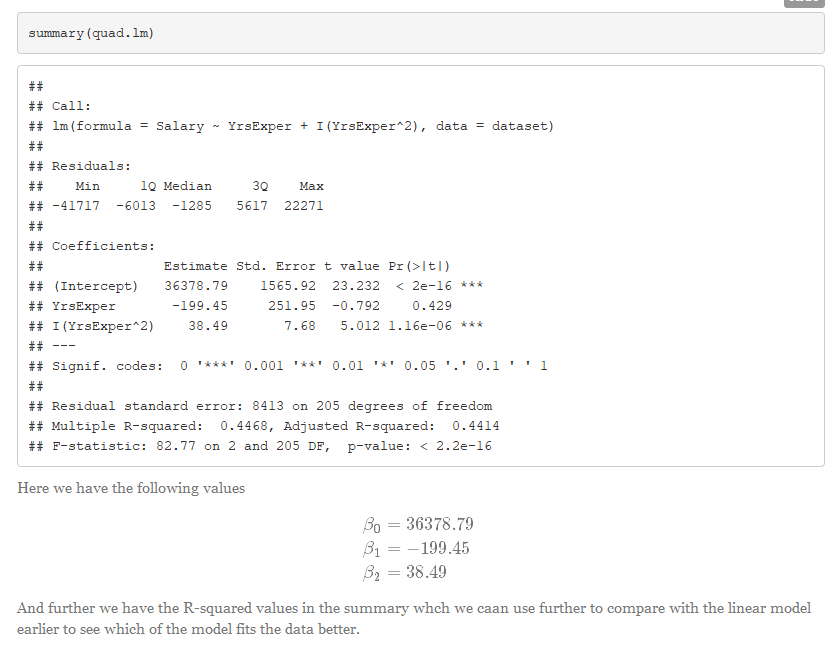 summary(quad.lm)
##
## Call:
## lm(formula = Salary ~ YrsExper + I(YrsExper^2), data = dataset)
##
## Residuals:
##    Min     1Q Median     3Q    Max
## -41717  -6013  -1285   5617  22271
##
## Coefficients:
##               Estimate Std. Error t value Pr(>|t|)
## (Intercept)   36378.79    1565.92  23.232  < 2e-16 ***
## YrsExper       -199.45     251.95  -0.792    0.429
## I(YrsExper^2)    38.49       7.68   5.012 1.16e-06 ***
## ---
## Signif. codes:  0 '***' 0.001 '**' 0.01 '*' 0.05 '.' 0.1 ' ' 1
##
## Residual standard error: 8413 on 205 degrees of freedom
## Multiple R-squared:  0.4468, Adjusted R-squared:  0.4414
## F-statistic: 82.77 on 2 and 205 DF,  p-value: < 2.2e-16
Here we have the following values
β0 = 36378.79
β1 = −199.45
β2 = 38.49
And further we have the R-squared values in the summary whch we caan use further to compare with the linear model
earlier to see which of the model fits the data better.